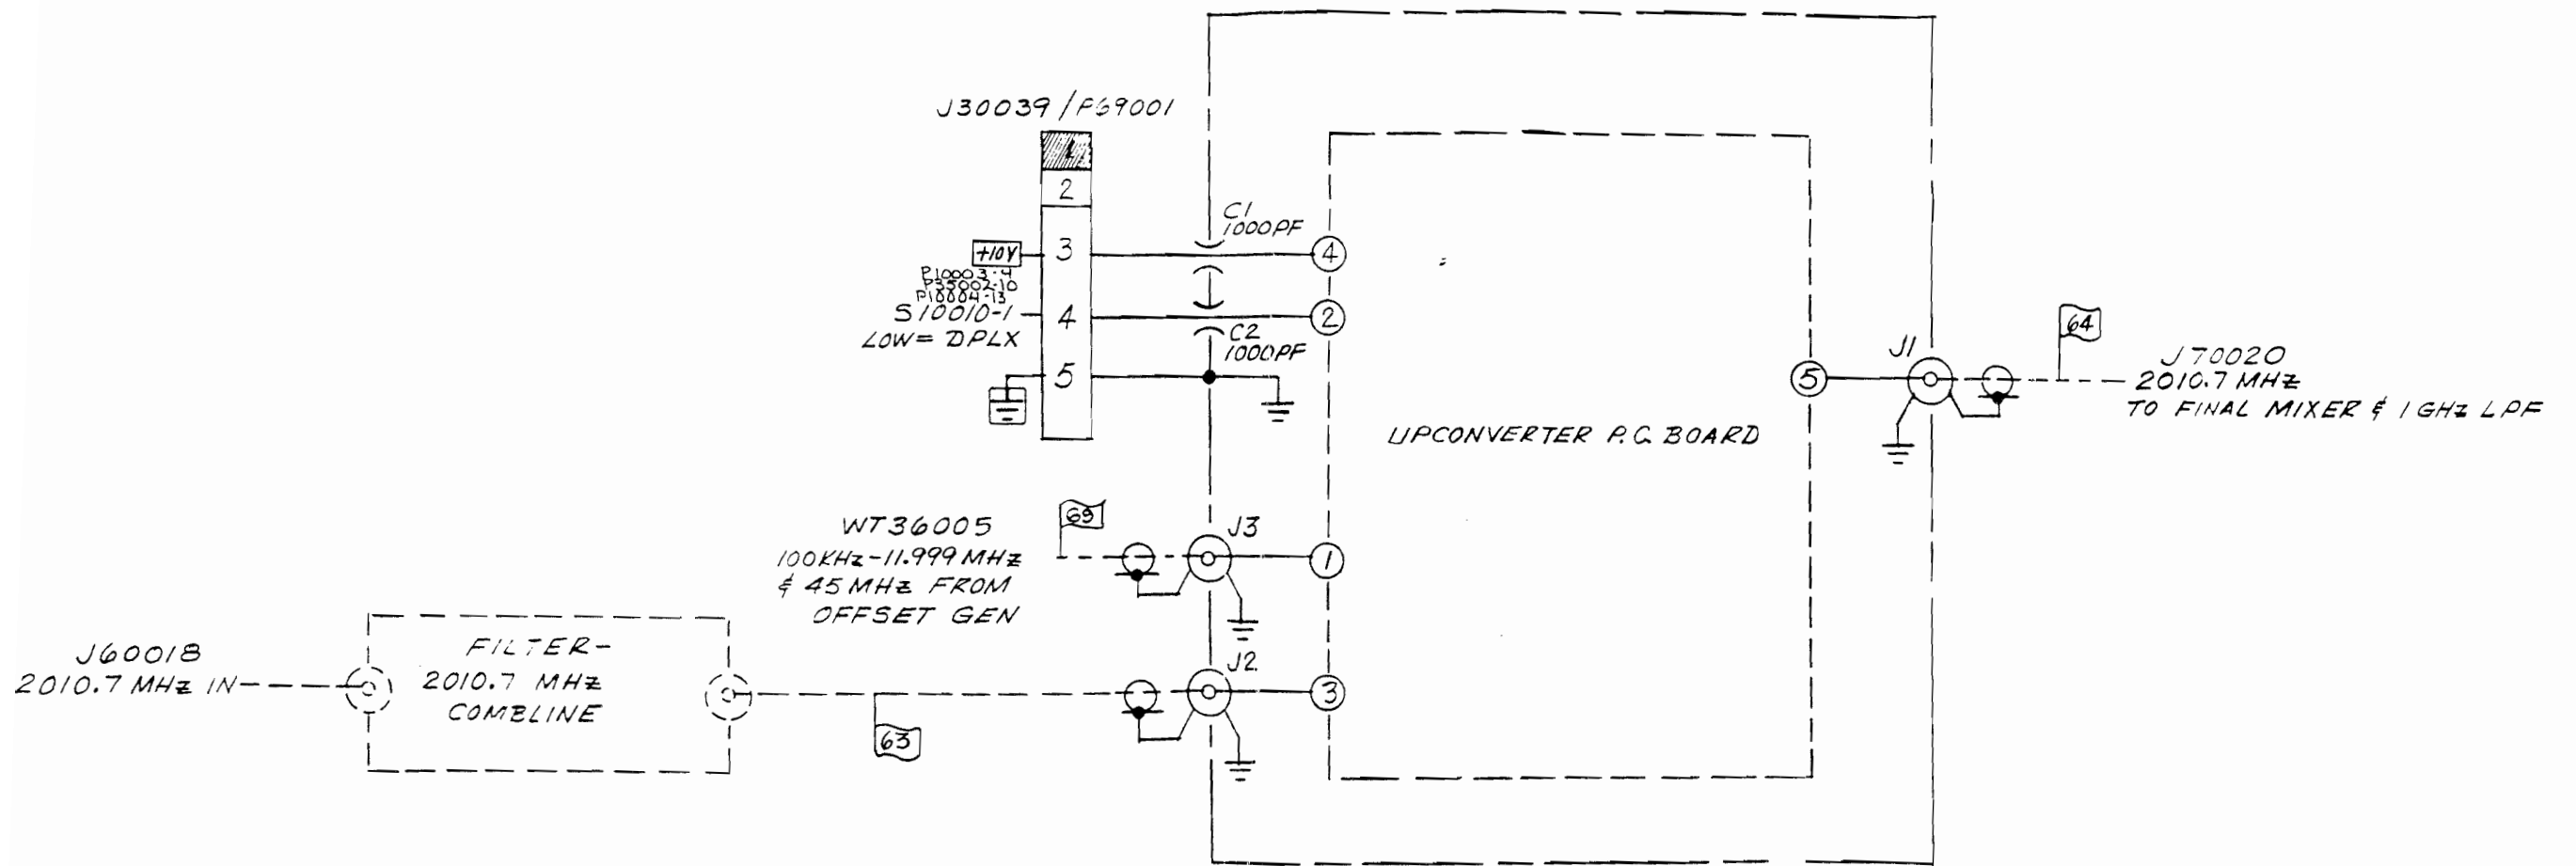 J30039/P69001
1
2
C1
1000PF
+10V
3
4
P10003-4
P35002-10
P10004-13
S10010-1
4
2
LOW= DPLX
C2
1000PF
5
64
J1
5
J70020
2010.7 MHZ
TO FINAL MIXER & 1 GHZ LPF
UPCONVERTER P.C. BOARD
69
WT36005
J3
100KHZ-11.999 MHZ
& 45 MHZ FROM
OFFSET GEN
1
J60018
2010.7 MHZ IN
FILTER-
2010.7 MHZ
COMBLINE
J2
3
63